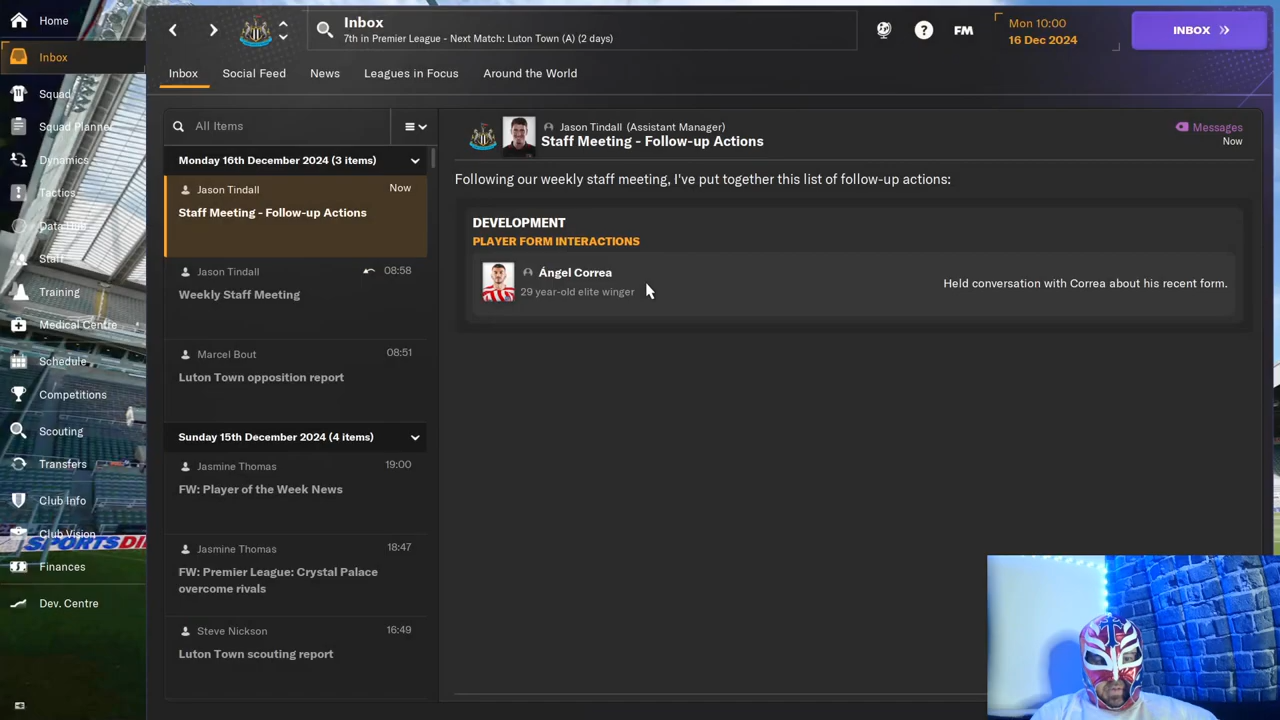 Home
Inbox
Squad
Squad Planner
Dynamics
Tactics
Data Hub
Staff
Training
Medical Centre
Schedule
Competitions
Scouting
Transfers
Club Info
Club Vision
SPORTS DI
Finances
Dev. Centre
Inbox
7th in Premier League - Next Match: Luton Town (A) (2 days)
?
FM
Mon 10:00
16 Dec 2024
INBOX
Inbox
Social Feed
News
Leagues in Focus
Around the World
All Items
Monday 16th December 2024 (3 items)
Jason Tindall
Now
Staff Meeting - Follow-up Actions
Jason Tindall
08:58
Weekly Staff Meeting
Marcel Bout
08:51
Luton Town opposition report
Sunday 15th December 2024 (4 items)
Jasmine Thomas
19:00
FW: Player of the Week News
Jasmine Thomas
18:47
FW: Premier League: Crystal Palace
overcome rivals
Steve Nickson
16:49
Luton Town scouting report
Jason Tindall (Assistant Manager)
Staff Meeting - Follow-up Actions
Messages
Now
Following our weekly staff meeting, I've put together this list of follow-up actions:
DEVELOPMENT
PLAYER FORM INTERACTIONS
Ángel Correa
29 year-old elite winger
Held conversation with Correa about his recent form.